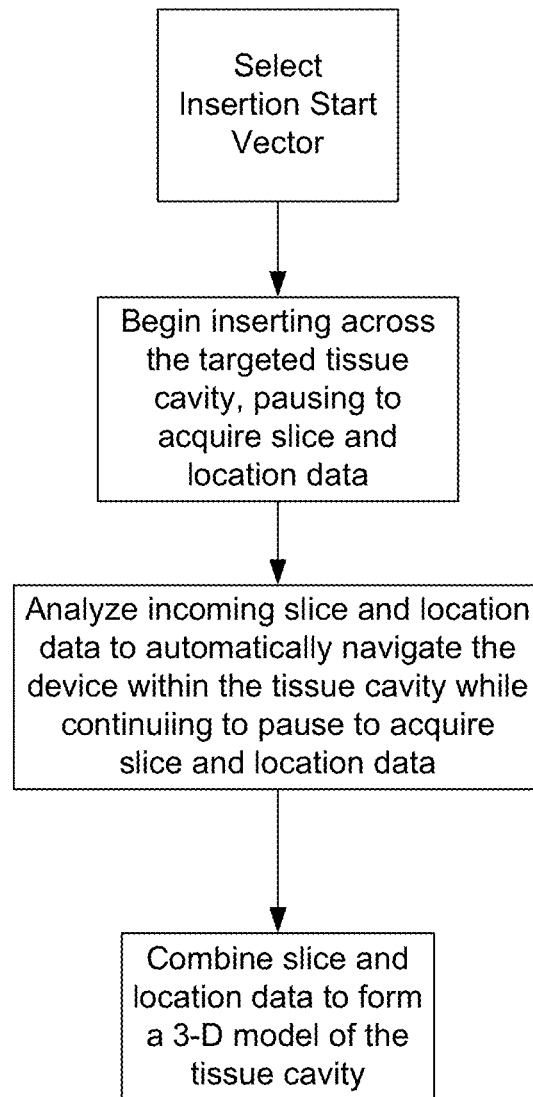 Select
Insertion Start
Vector
Begin inserting across
the targeted tissue
cavity, pausing to
acquire slice and
location data
Analyze incoming slice and location
data to automatically navigate the
device within the tissue cavity while
continuiing to pause to acquire
slice and location data
Combine slice and
location data to form
a 3-D model of the
tissue cavity